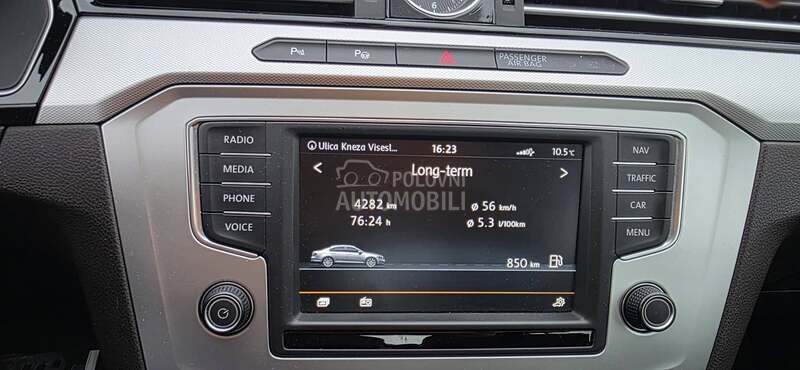 6
P
P
PASSENGER
AIR BAG
RADIO
MEDIA
PHONE
VOICE
Ulica Kneza Visesl... 16:23 10.5°C
< Long-term >
POLOVNI
AUTOMOBILI
4282 km ø 56 km/h
76:24 h ø 5.3 l/100km
850 km
NAV
TRAFFIC
CAR
MENU